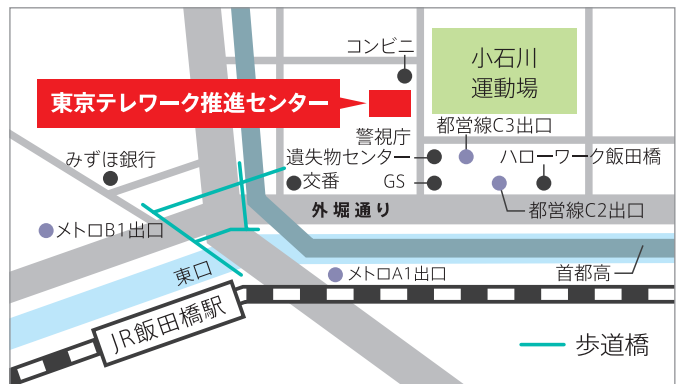 コンビニ
小石川
運動場
東京テレワーク推進センター
都営線C3出口
警視庁
遺失物センター
ハローワーク飯田橋
みずほ銀行
交番
GS
外堀通り
都営線C2出口
メトロB1出口
東口
メトロA1出口
首都高
JR飯田橋駅
歩道橋